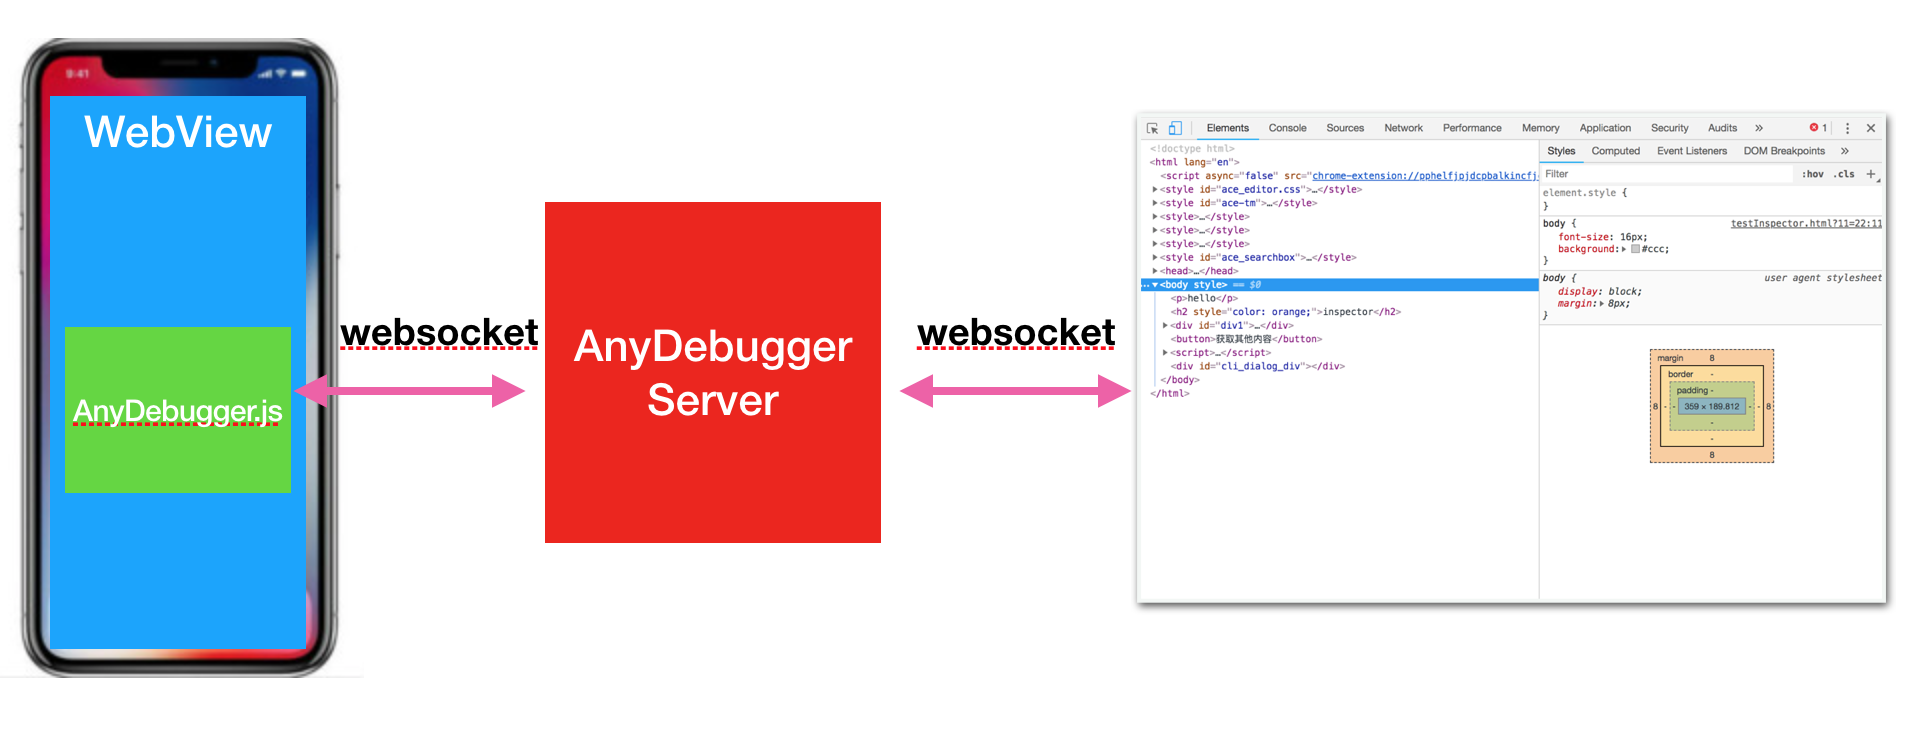 9:41
WebView
AnyDebugger.js
websocket
AnyDebugger
Server
websocket
Elements Console Sources Network Performance Memory Application Security Audits » 1
<!doctype html>
<html lang="en">
<script async="false" src="chrome-extension://pphelfjpjdcpbalkincfj
<style id="ace_editor.css">…</style>
<style id="ace-tm">…</style>
<style>…</style>
<style>…</style>
<style>…</style>
<style id="ace_searchbox">…</style>
<head>…</head>
…<body style> == $0
<p>hello</p>
<h2 style="color: orange;">inspector</h2>
<div id="div1">…</div>
<button>获取其他内容</button>
<script>…</script>
<div id="cli_dialog_div"></div>
</body>
</html>
Styles Computed Event Listeners DOM Breakpoints »
Filter :hov .cls +
element.style {
}
body { testInspector.html?11=22:11
font-size: 16px;
background: #ccc;
}
body { user agent stylesheet
display: block;
margin: 8px;
}
margin 8
border -
padding -
8 - - 359 × 189.812 - - 8
-
-
8